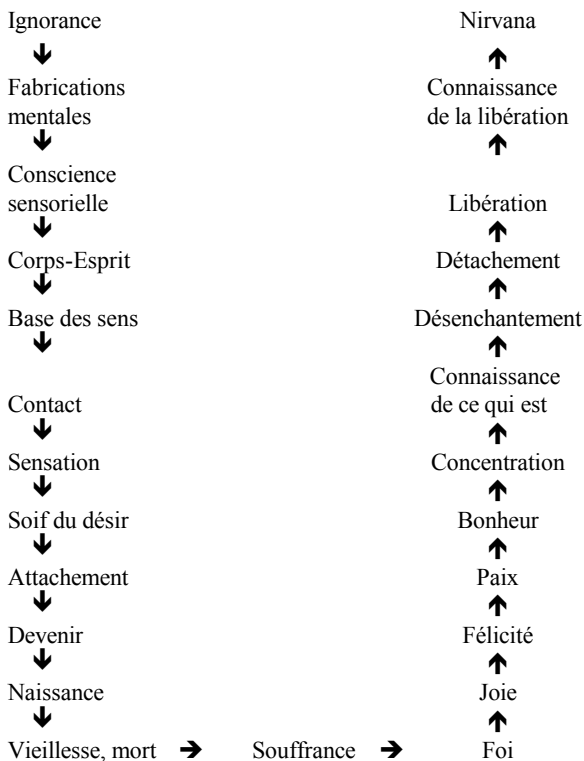 Ignorance
Fabrications
mentales
Conscience
sensorielle
Corps-Esprit
Base des sens
Contact
Sensation
Soif du désir
Attachement
Devenir
Naissance
Vieillesse, mort → Souffrance → Foi
Joie
Félicité
Paix
Bonheur
Concentration
Connaissance
de ce qui est
Désenchantement
Détachement
Libération
Connaissance
de la libération
Nirvana